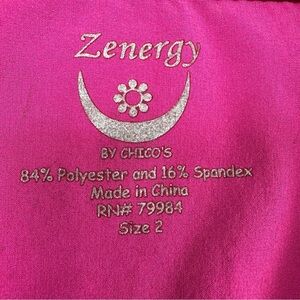 Zenergy
BY CHICO'S
84% Polyester and 16% Spandex
Made in China
RN# 79984
Size 2